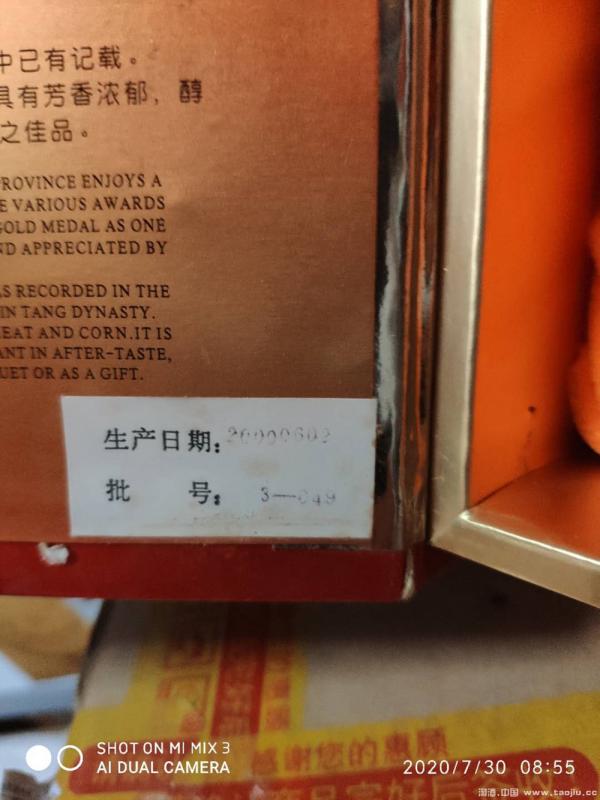 中已有记载。
具有芳香浓郁，醇
之佳品。
PROVINCE ENJOYS A
E VARIOUS AWARDS
GOLD MEDAL AS ONE
ND APPRECIATED BY
AS RECORDED IN THE
IN TANG DYNASTY.
EAT AND CORN.IT IS
ANT IN AFTER-TASTE,
UET OR AS A GIFT.
生产日期：20000602
批 号：3—049
感谢您的惠顾
SHOT ON MI MIX 3
AI DUAL CAMERA
2020/7/30 08:55
淘酒.中国 www.taojiu.cc